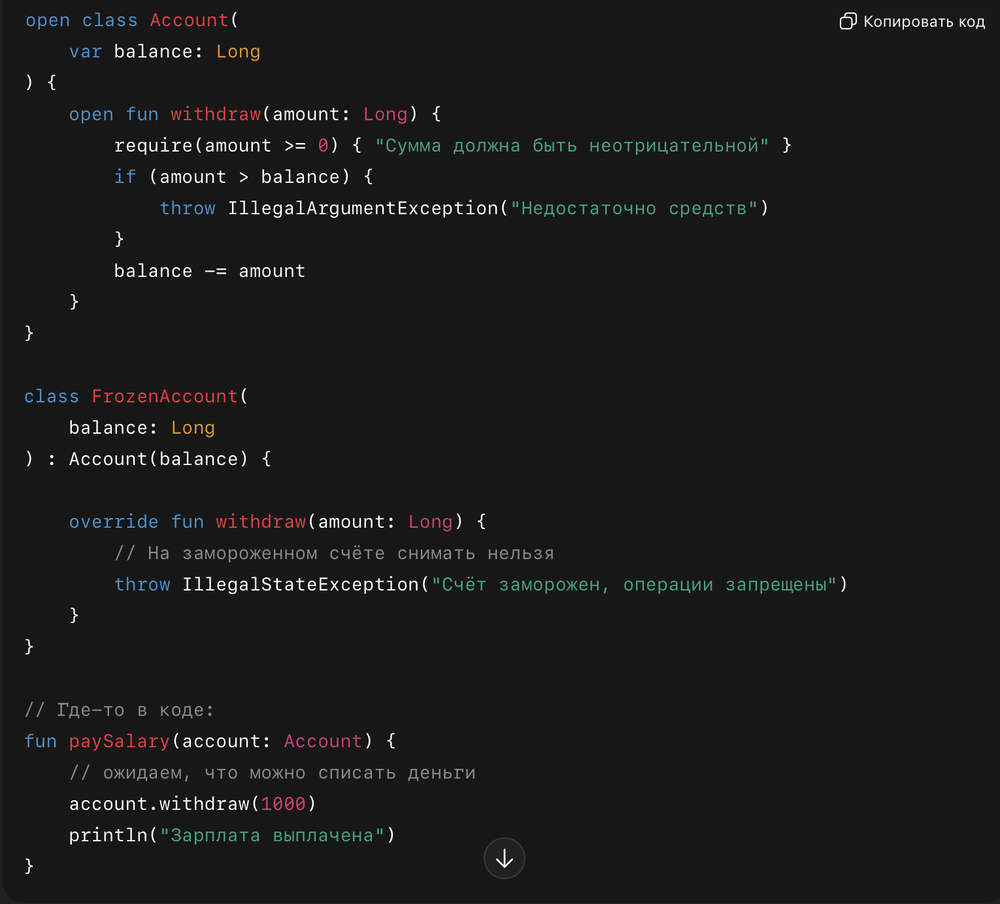 open class Account(
Копировать код
    var balance: Long
) {
    open fun withdraw(amount: Long) {
        require(amount >= 0) { "Сумма должна быть неотрицательной" }
        if (amount > balance) {
            throw IllegalArgumentException("Недостаточно средств")
        }
        balance -= amount
    }
}

class FrozenAccount(
    balance: Long
) : Account(balance) {

    override fun withdraw(amount: Long) {
        // На замороженном счёте снимать нельзя
        throw IllegalStateException("Счёт заморожен, операции запрещены")
    }
}

// Где-то в коде:
fun paySalary(account: Account) {
    // ожидаем, что можно списать деньги
    account.withdraw(1000)
    println("Зарплата выплачена")
}